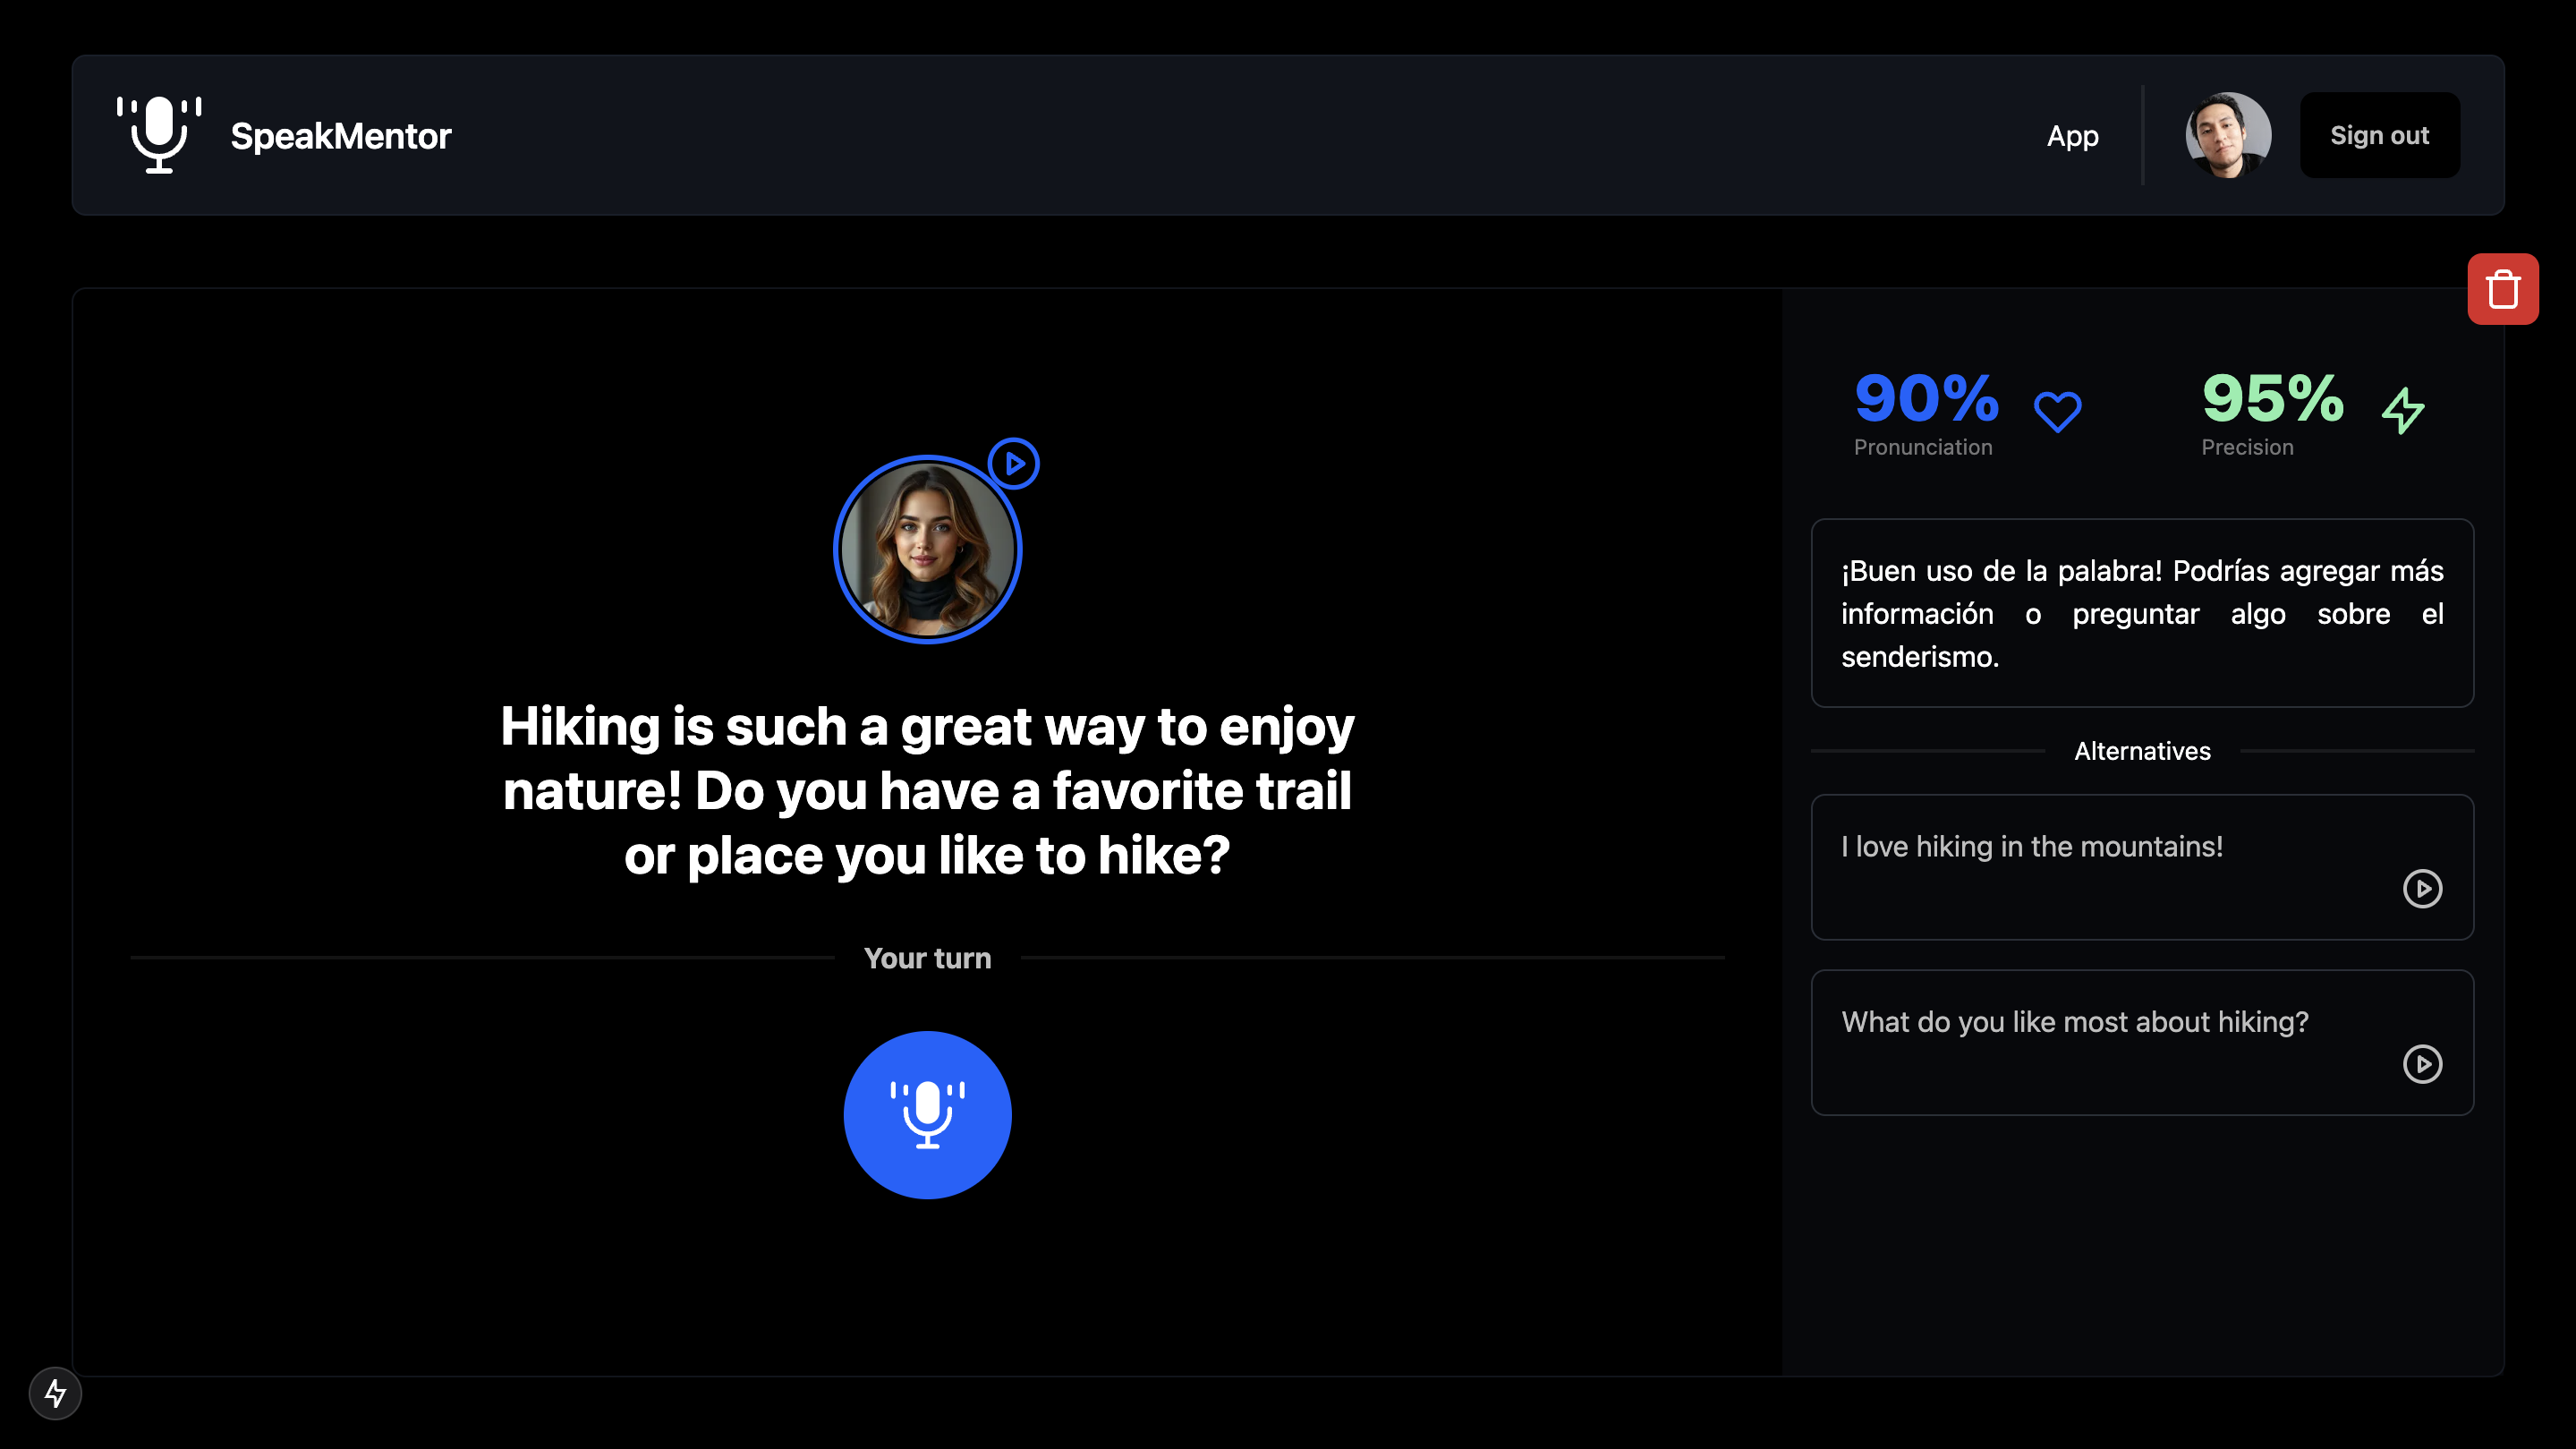 SpeakMentor
App
Sign out
Hiking is such a great way to enjoy
nature! Do you have a favorite trail
or place you like to hike?
Your turn
90%
Pronunciation
95%
Precision
¡Buen uso de la palabra! Podrías agregar más
información o preguntar algo sobre el
senderismo.
Alternatives
I love hiking in the mountains!
What do you like most about hiking?